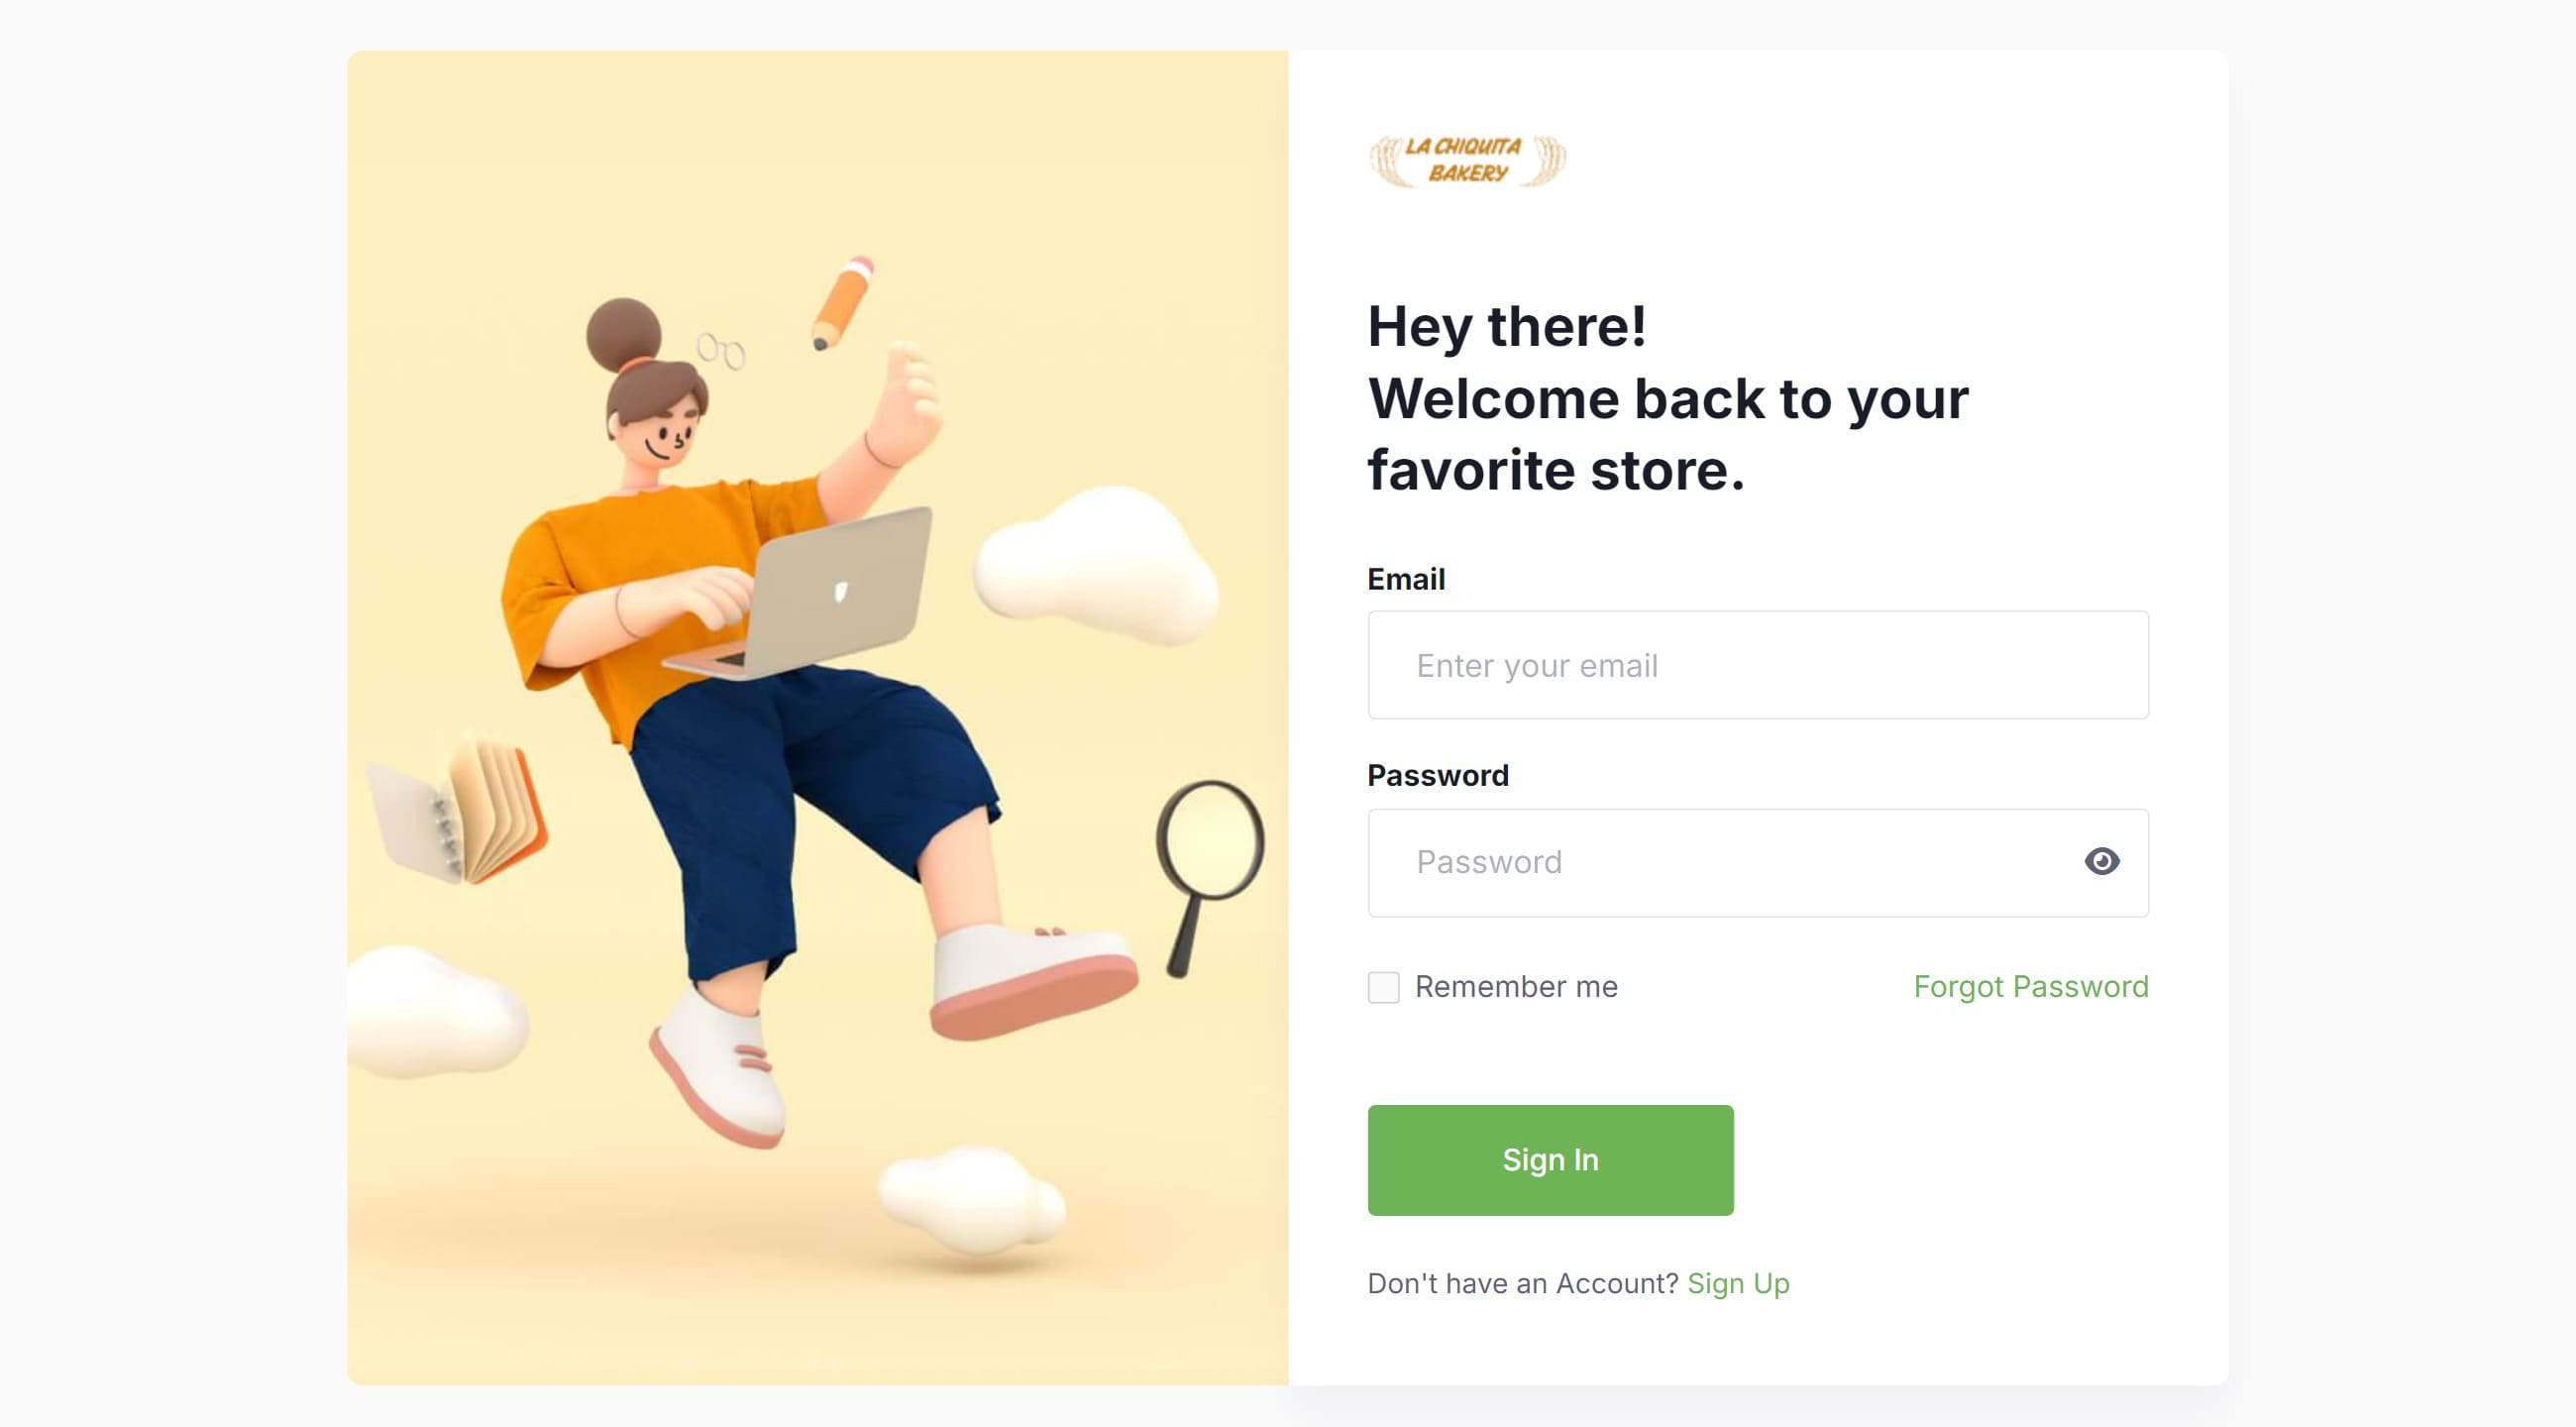 LA CHIQUITA
BAKERY
Hey there!
Welcome back to your
favorite store.
Email
Enter your email
Password
Password
Remember me
Forgot Password
Sign In
Don't have an Account? Sign Up